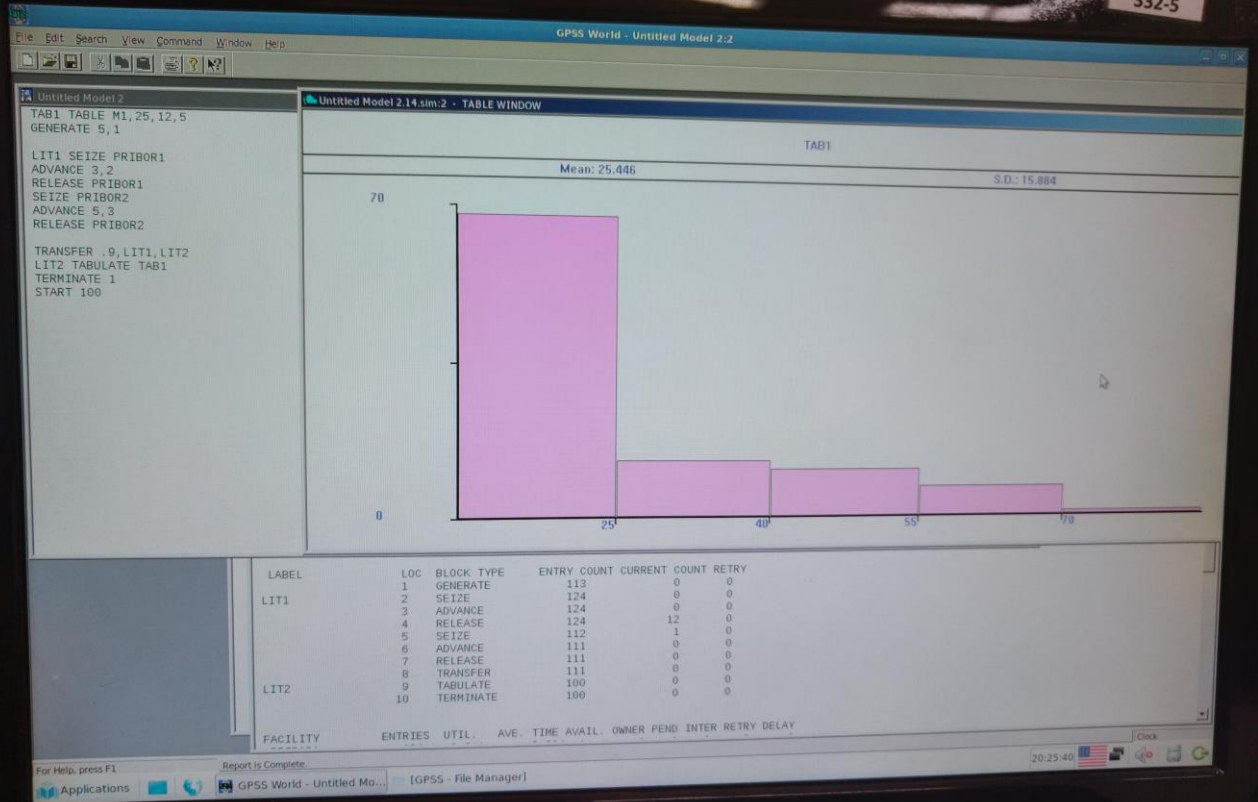 332-5
GPSS World - Untitled Model 2:2
File Edit Search View Command Window Help
Untitled Model 2
TAB1 TABLE M1,25,12,5
GENERATE 5,1
LIT1 SEIZE PRIBOR1
ADVANCE 3,2
RELEASE PRIBOR1
SEIZE PRIBOR2
ADVANCE 5,3
RELEASE PRIBOR2
TRANSFER .9,LIT1,LIT2
LIT2 TABULATE TAB1
TERMINATE 1
START 100
Untitled Model 2.14.sim:2 - TABLE WINDOW
TAB1
Mean: 25.446 S.D.: 15.884
70
0
25 40 55 70
LABEL LOC BLOCK TYPE ENTRY COUNT CURRENT COUNT RETRY
1 GENERATE 113 0 0
LIT1 2 SEIZE 124 0 0
3 ADVANCE 124 0 0
4 RELEASE 124 12 0
5 SEIZE 112 1 0
6 ADVANCE 111 0 0
7 RELEASE 111 0 0
8 TRANSFER 111 0 0
LIT2 9 TABULATE 100 0 0
10 TERMINATE 100 0 0
FACILITY ENTRIES UTIL. AVE. TIME AVAIL. OWNER PEND INTER RETRY DELAY
Clock
For Help, press F1 Report is Complete. 20:25:40
Applications GPSS World - Untitled Mo... [GPSS - File Manager]